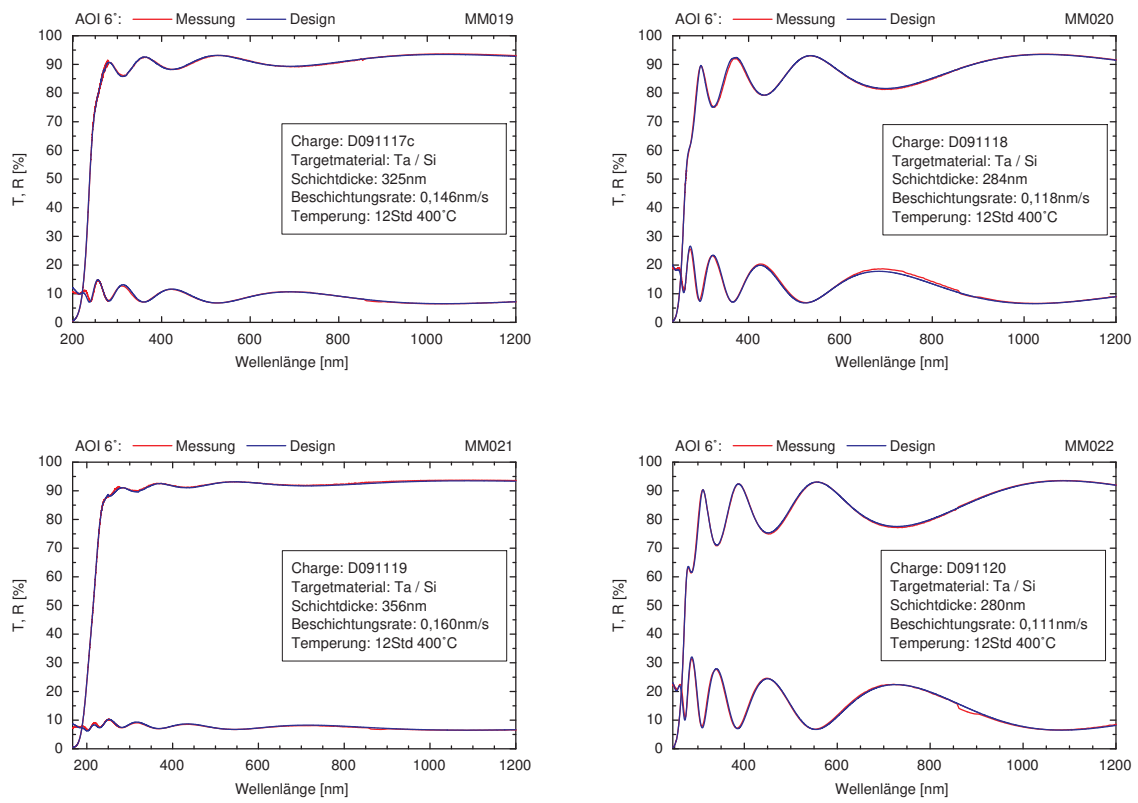 AOI 6°: Messung Design MM019
100
90
80
70
60
50
40
30
20
10
0
T, R [%]
Charge: D091117c
Targetmaterial: Ta / Si
Schichtdicke: 325nm
Beschichtungsrate: 0,146nm/s
Temperung: 12Std 400°C
200 400 600 800 1000 1200
Wellenlänge [nm]
AOI 6°: Messung Design MM020
100
90
80
70
60
50
40
30
20
10
0
T, R [%]
Charge: D091118
Targetmaterial: Ta / Si
Schichtdicke: 284nm
Beschichtungsrate: 0,118nm/s
Temperung: 12Std 400°C
400 600 800 1000 1200
Wellenlänge [nm]
AOI 6°: Messung Design MM021
100
90
80
70
60
50
40
30
20
10
0
T, R [%]
Charge: D091119
Targetmaterial: Ta / Si
Schichtdicke: 356nm
Beschichtungsrate: 0,160nm/s
Temperung: 12Std 400°C
200 400 600 800 1000 1200
Wellenlänge [nm]
AOI 6°: Messung Design MM022
100
90
80
70
60
50
40
30
20
10
0
T, R [%]
Charge: D091120
Targetmaterial: Ta / Si
Schichtdicke: 280nm
Beschichtungsrate: 0,111nm/s
Temperung: 12Std 400°C
400 600 800 1000 1200
Wellenlänge [nm]